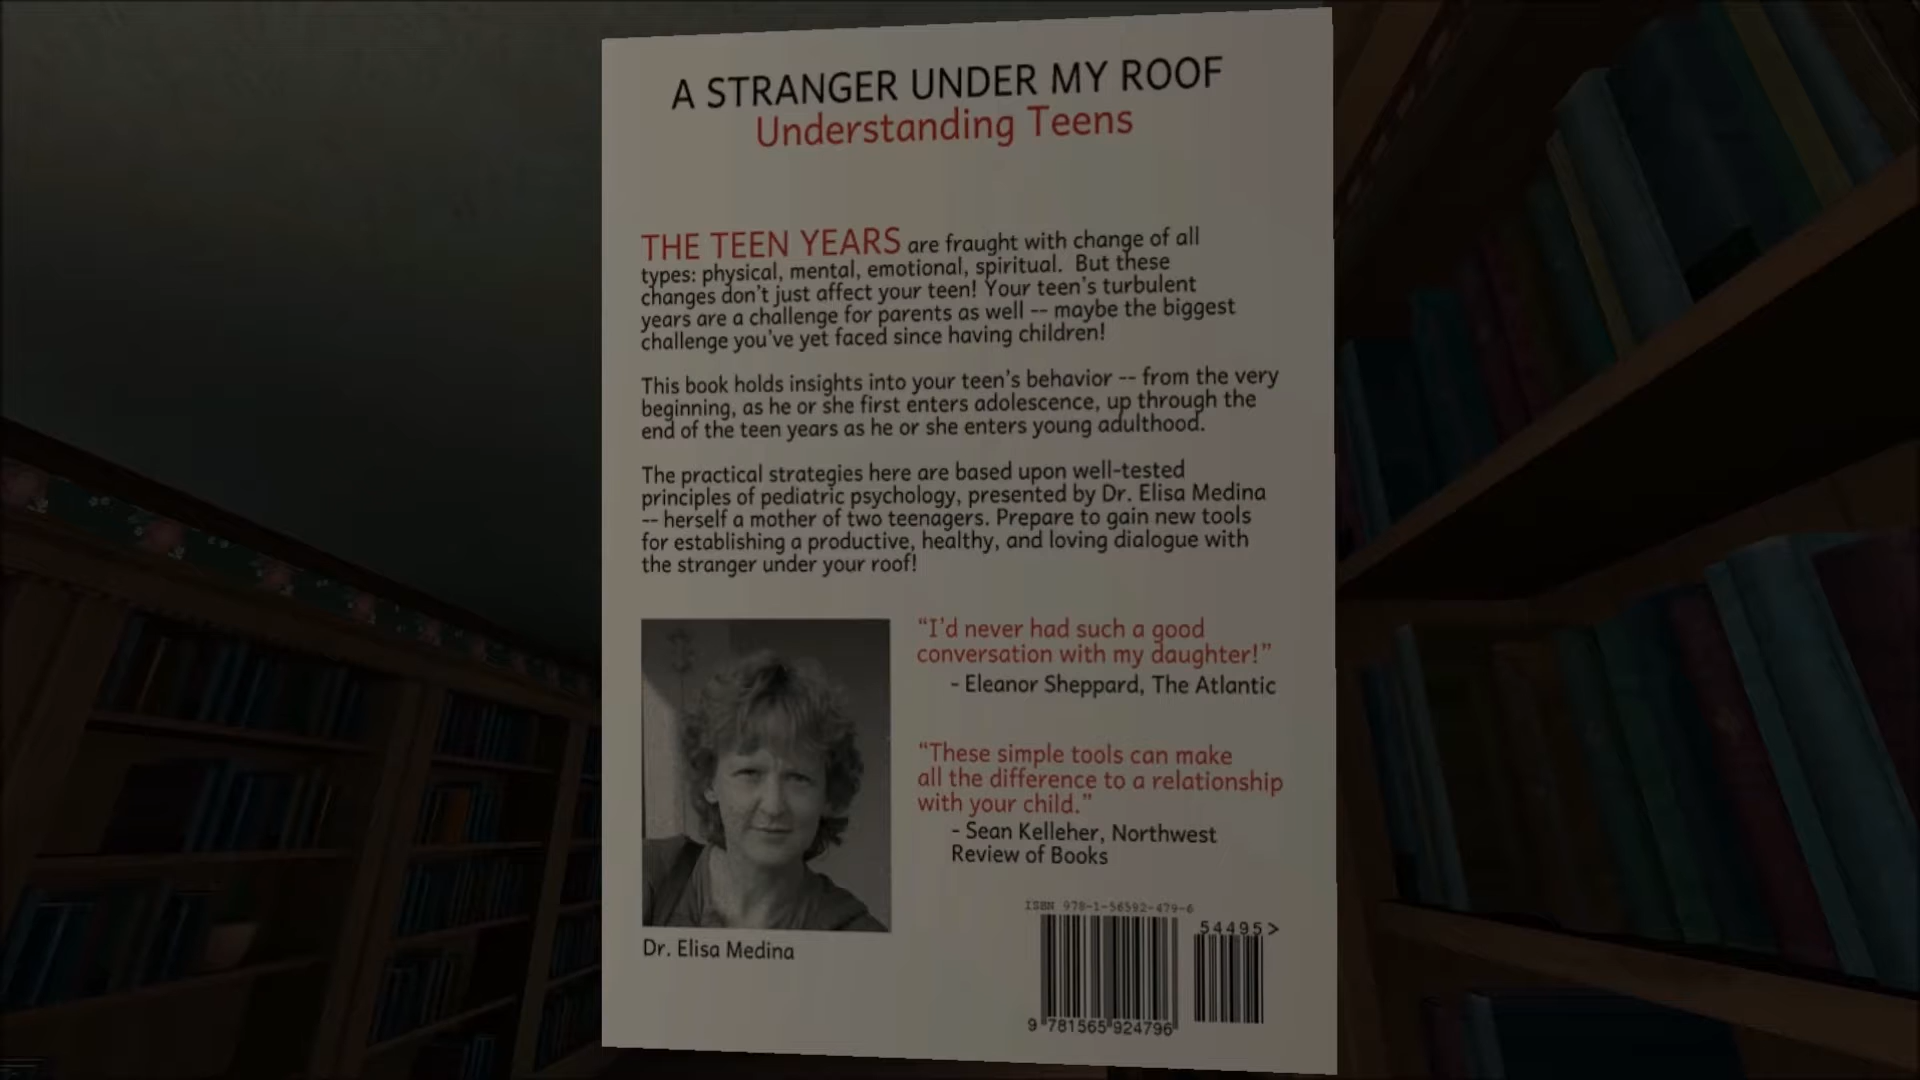 A STRANGER UNDER MY ROOF
Understanding Teens
THE TEEN YEARS are fraught with change of all
types: physical, mental, emotional, spiritual.  But these
changes don't just affect your teen! Your teen's turbulent
years are a challenge for parents as well -- maybe the biggest
challenge you've yet faced since having children!
This book holds insights into your teen's behavior -- from the very
beginning, as he or she first enters adolescence, up through the
end of the teen years as he or she enters young adulthood.
The practical strategies here are based upon well-tested
principles of pediatric psychology, presented by Dr. Elisa Medina
-- herself a mother of two teenagers. Prepare to gain new tools
for establishing a productive, healthy, and loving dialogue with
the stranger under your roof!
"I'd never had such a good
conversation with my daughter!"
- Eleanor Sheppard, The Atlantic
"These simple tools can make
all the difference to a relationship
with your child."
- Sean Kelleher, Northwest
Review of Books
Dr. Elisa Medina
ISBN 978-1-56592-479-6
54495>
9 781565 924796